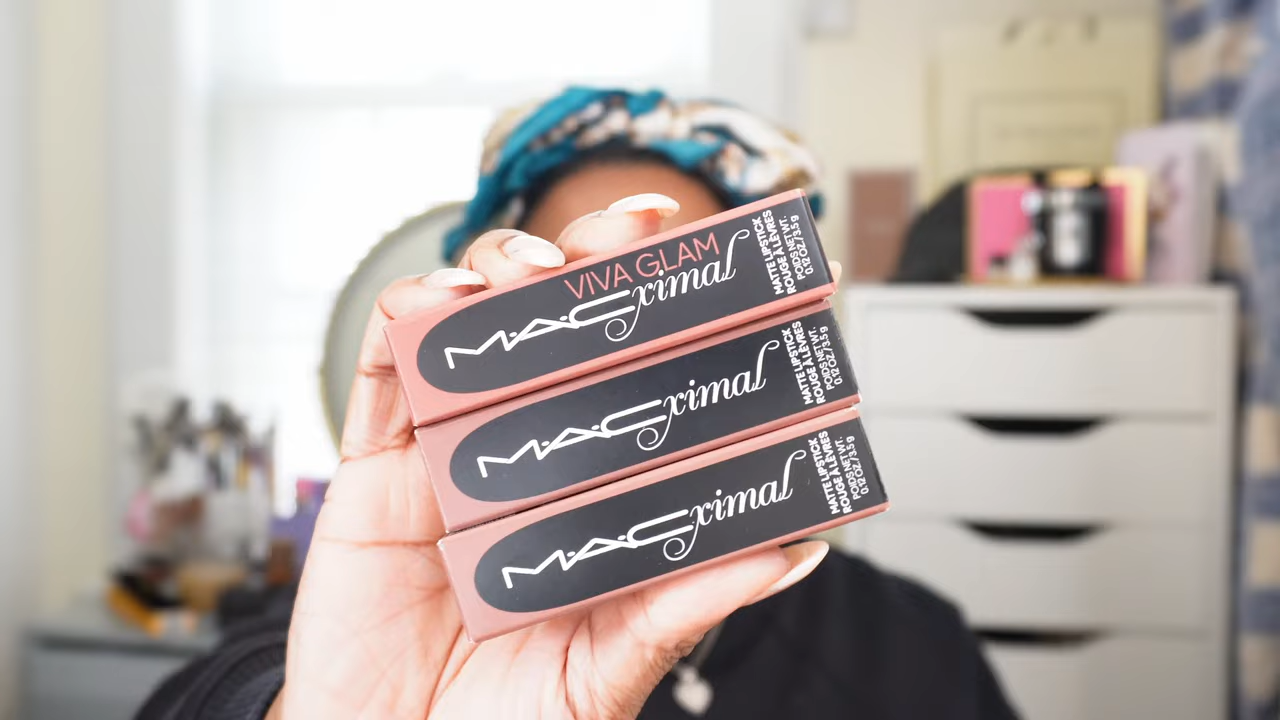 VIVA GLAM
M·A·Cximal
MATTE LIPSTICK
ROUGE À LÈVRES
POIDS NET WT.
0.12 OZ / 3.5 g
M·A·Cximal
MATTE LIPSTICK
ROUGE À LÈVRES
POIDS NET WT.
0.12 OZ / 3.5 g
M·A·Cximal
MATTE LIPSTICK
ROUGE À LÈVRES
POIDS NET WT.
0.12 OZ / 3.5 g